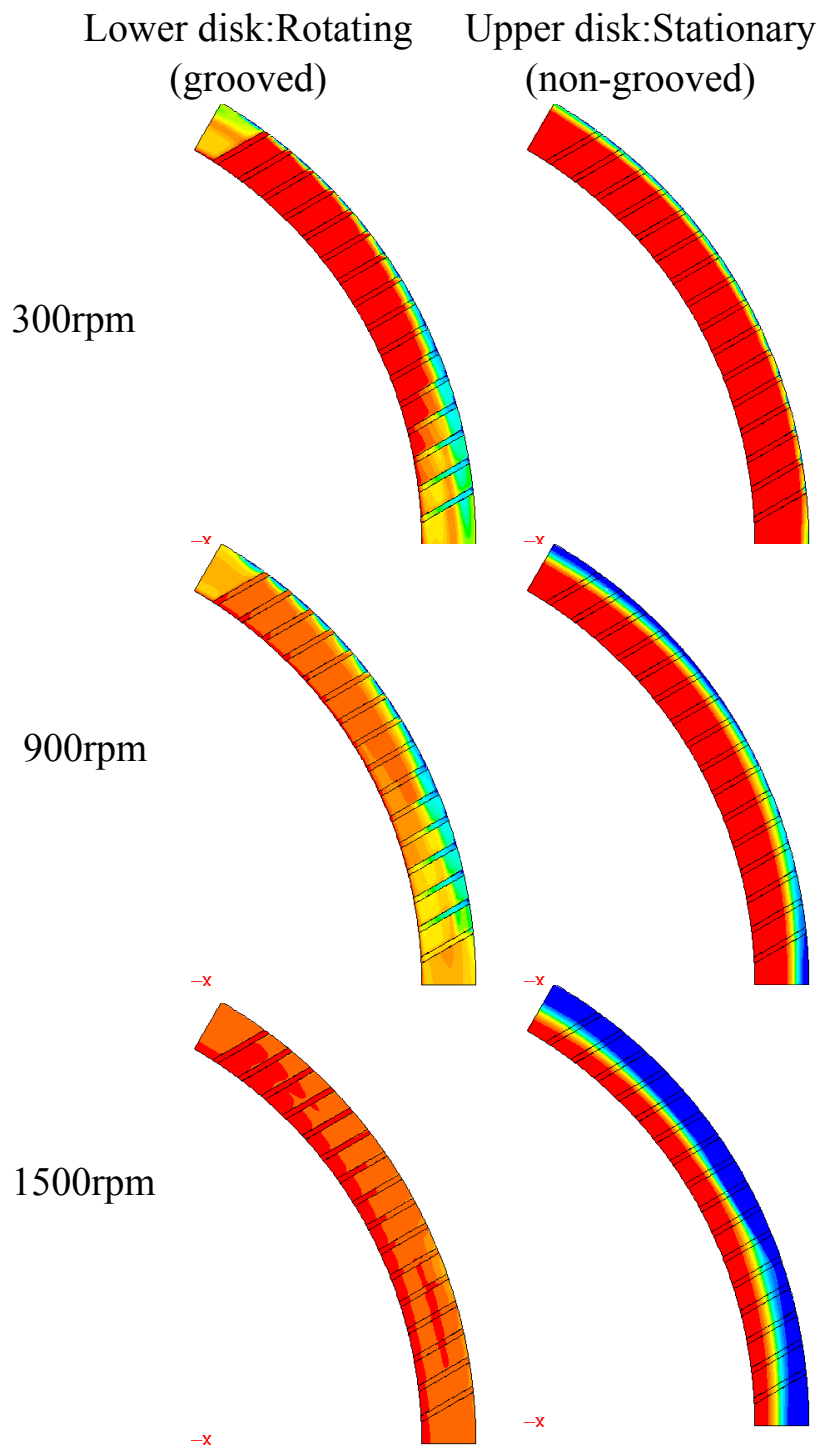 Lower disk:Rotating
(grooved)
Upper disk:Stationary
(non-grooved)
300rpm
–X
–X
900rpm
–X
–X
1500rpm
–X
–X